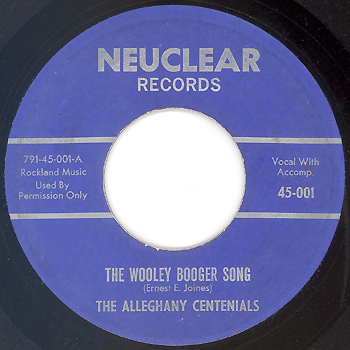 NEUCLEAR
RECORDS
791-45-001-A
Rockland Music
Used By
Permission Only
Vocal With
Accomp.
45-001
THE WOOLEY BOOGER SONG
(Ernest E. Joines)
THE ALLEGHANY CENTENIALS